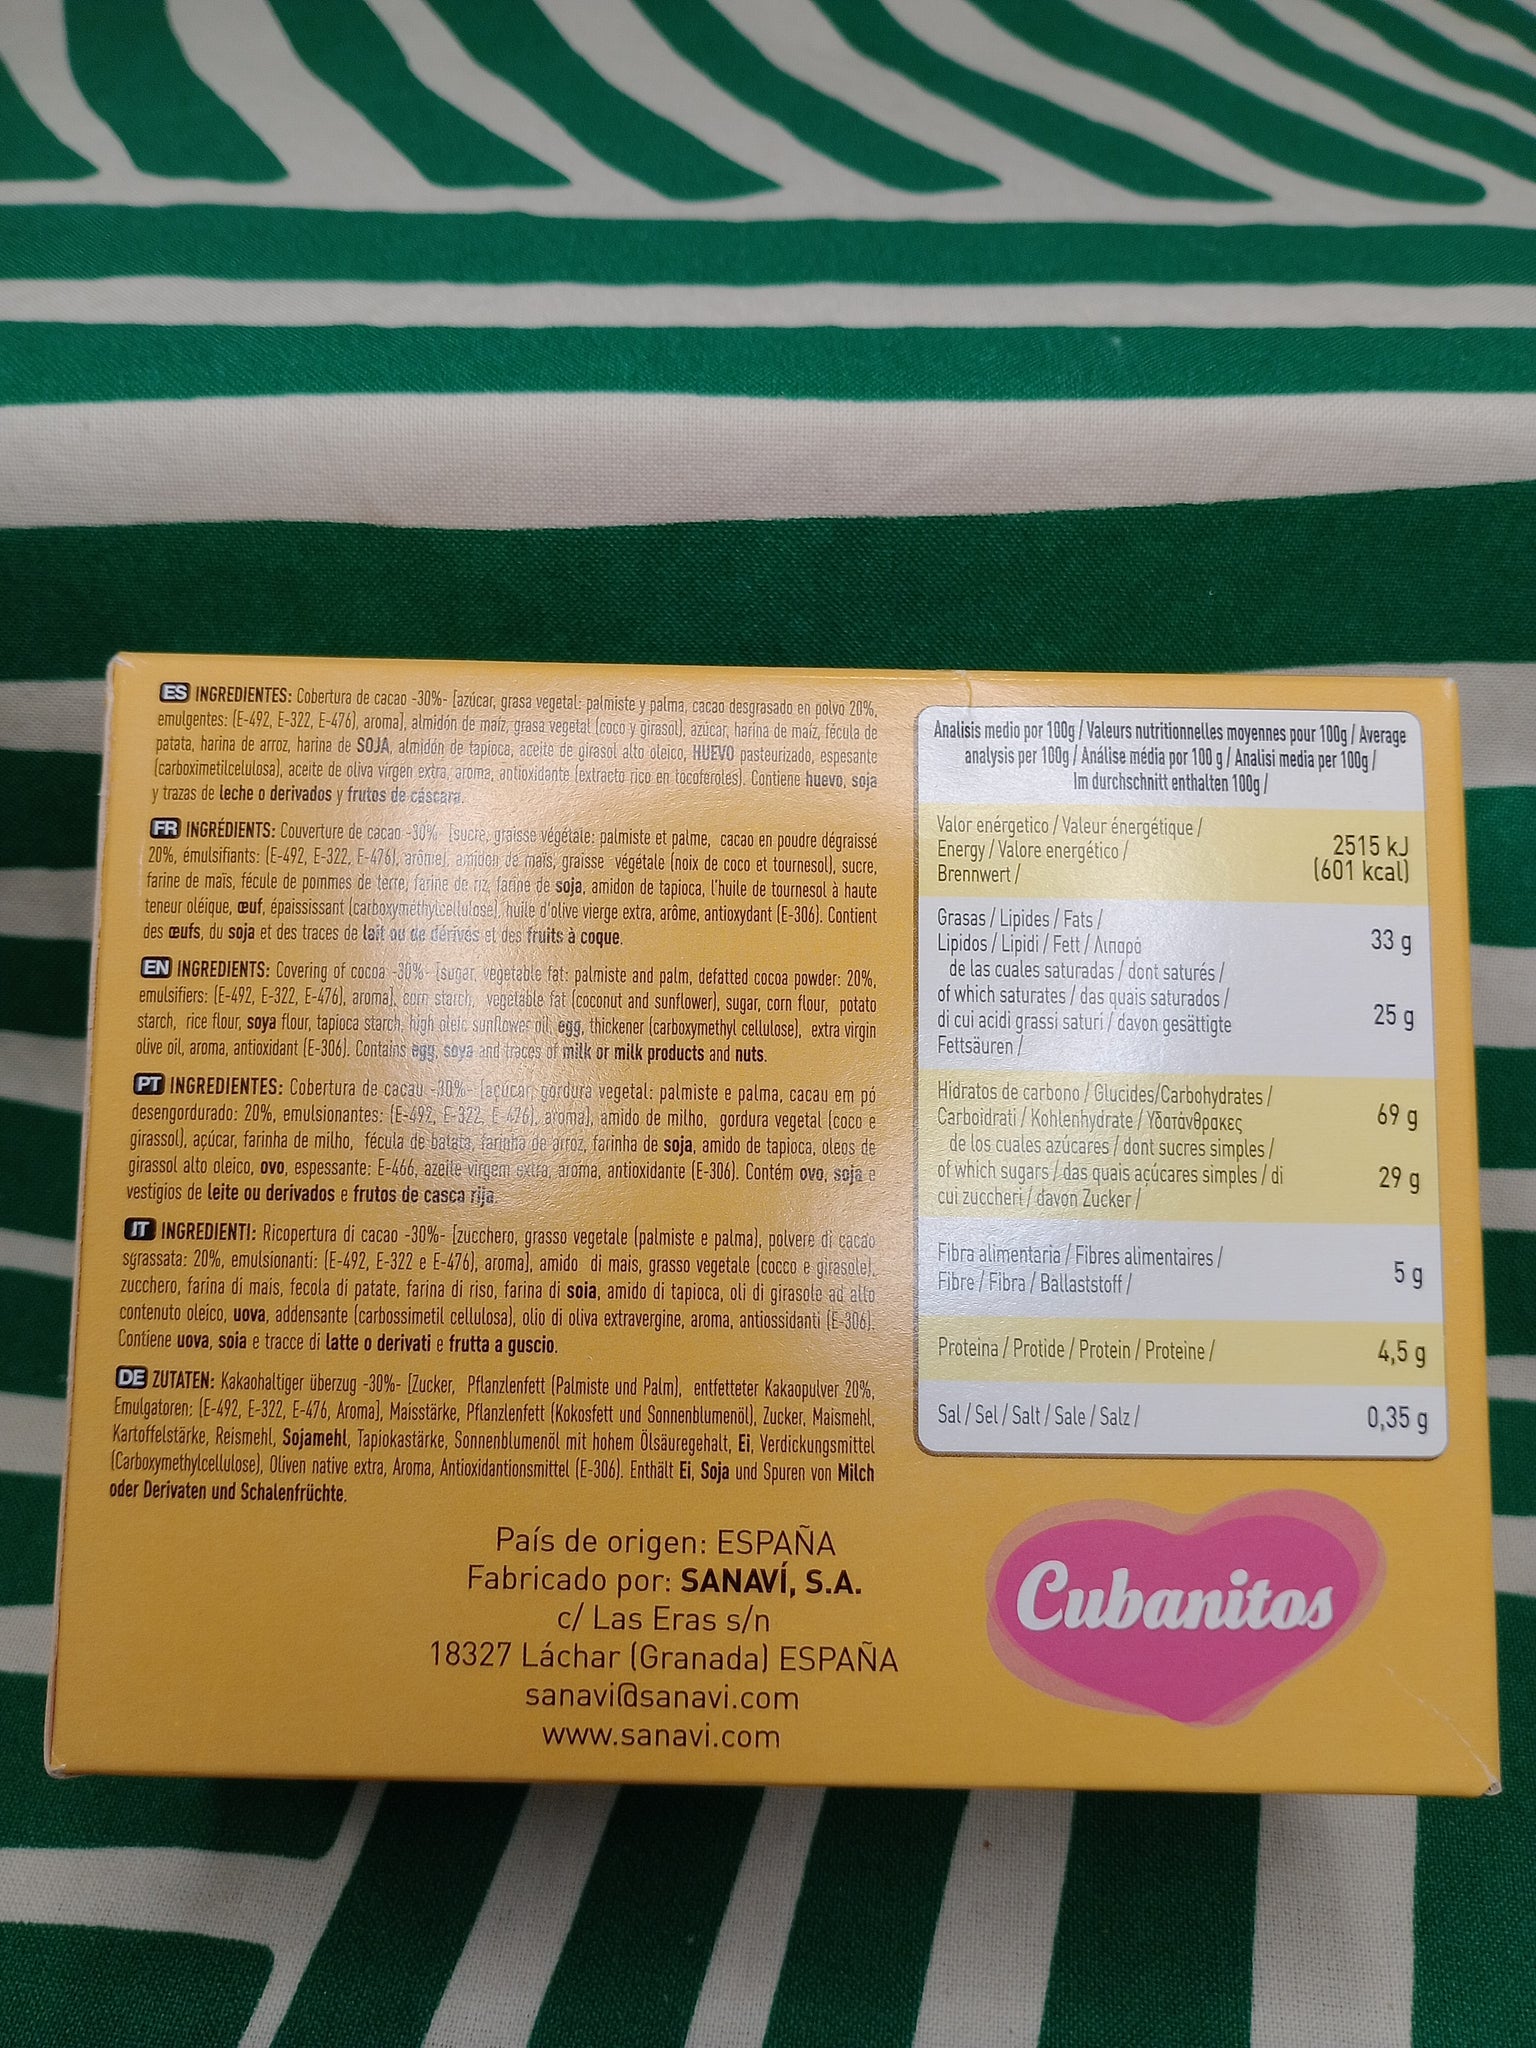 ES INGREDIENTES: Cobertura de cacao -30%- [azúcar, grasa vegetal: palmiste y palma, cacao desgrasado en polvo 20%,
emulgentes: (E-492, E-322, E-476), aroma], almidón de maíz, grasa vegetal (coco y girasol), azúcar, harina de maíz, fécula de
patata, harina de arroz, harina de SOJA, almidón de tapioca, aceite de girasol alto oleico, HUEVO pasteurizado, espesante
(carboximetilcelulosa), aceite de oliva virgen extra, aroma, antioxidante (extracto rico en tocoferoles). Contiene huevo, soja
y trazas de leche o derivados y frutos de cáscara.
FR INGRÉDIENTS: Couverture de cacao -30%- [sucre, graisse végétale: palmiste et palme, cacao en poudre dégraissé
20%, émulsifiants: (E-492, E-322, E-476), arôme], amidon de maïs, graisse végétale (noix de coco et tournesol), sucre,
farine de maïs, fécule de pommes de terre, farine de riz, farine de soja, amidon de tapioca, l'huile de tournesol à haute
teneur oléique, œuf, épaississant (carboxyméthylcellulose), huile d'olive vierge extra, arôme, antioxydant (E-306). Contient
des œufs, du soja et des traces de lait ou de dérivés et des fruits à coque.
EN INGREDIENTS: Covering of cocoa -30%- [sugar, vegetable fat: palmiste and palm, defatted cocoa powder: 20%,
emulsifiers: (E-492, E-322, E-476), aroma], corn starch, vegetable fat (coconut and sunflower), sugar, corn flour, potato
starch, rice flour, soya flour, tapioca starch, high oleic sunflower oil, egg, thickener (carboxymethyl cellulose), extra virgin
olive oil, aroma, antioxidant (E-306). Contains egg, soya and traces of milk or milk products and nuts.
PT INGREDIENTES: Cobertura de cacau -30%- [açúcar, gordura vegetal: palmiste e palma, cacau em pó
desengordurado: 20%, emulsionantes: (E-492, E-322, E-476), aroma], amido de milho, gordura vegetal (coco e
girassol), açúcar, farinha de milho, fécula de batata, farinha de arroz, farinha de soja, amido de tapioca, oleos de
girassol alto oleico, ovo, espessante: E-466, azeite virgem extra, aroma, antioxidante (E-306). Contém ovo, soja e
vestigios de leite ou derivados e frutos de casca rija.
IT INGREDIENTI: Ricopertura di cacao -30%- [zucchero, grasso vegetale (palmiste e palma), polvere di cacao
sgrassata: 20%, emulsionanti: (E-492, E-322 e E-476), aroma], amido di mais, grasso vegetale (cocco e girasole),
zucchero, farina di mais, fecola di patate, farina di riso, farina di soia, amido di tapioca, oli di girasole ad alto
contenuto oleico, uova, addensante (carbossimetil cellulosa), olio di oliva extravergine, aroma, antiossidanti (E-306).
Contiene uova, soia e tracce di latte o derivati e frutta a guscio.
DE ZUTATEN: Kakaohaltiger überzug -30%- [Zucker, Pflanzlenfett (Palmiste und Palm), entfetteter Kakaopulver 20%,
Emulgatoren: (E-492, E-322, E-476, Aroma], Maisstärke, Pflanzlenfett (Kokosfett und Sonnenblumenöl), Zucker, Maismehl,
Kartoffelstärke, Reismehl, Sojamehl, Tapiokastärke, Sonnenblumenöl mit hohem Ölsäuregehalt, Ei, Verdickungsmittel
(Carboxymethylcellulose), Oliven native extra, Aroma, Antioxidantionsmittel (E-306). Enthält Ei, Soja und Spuren von Milch
oder Derivaten und Schalenfrüchte.
País de origen: ESPAÑA
Fabricado por: SANAVÍ, S.A.
c/ Las Eras s/n
18327 Láchar (Granada) ESPAÑA
sanavi@sanavi.com
www.sanavi.com
Analisis medio por 100g / Valeurs nutritionnelles moyennes pour 100g / Average
analysis per 100g / Análise média por 100 g / Analisi media per 100g /
Im durchschnitt enthalten 100g /
Valor enérgetico / Valeur énergétique /
Energy / Valore energético /
Brennwert /
2515 kJ
(601 kcal)
Grasas / Lipides / Fats /
Lipidos / Lipidi / Fett / Λιπαρά
33 g
de las cuales saturadas / dont saturés /
of which saturates / das quais saturados /
di cui acidi grassi saturi / davon gesättigte
Fettsäuren /
25 g
Hidratos de carbono / Glucides/Carbohydrates /
Carboidrati / Kohlenhydrate / Υδατάνθρακες
69 g
de los cuales azúcares / dont sucres simples /
of which sugars / das quais açúcares simples / di
cui zuccheri / davon Zucker /
29 g
Fibra alimentaria / Fibres alimentaires /
Fibre / Fibra / Ballaststoff /
5 g
Proteina / Protide / Protein / Proteine /
4,5 g
Sal / Sel / Salt / Sale / Salz /
0,35 g
Cubanitos